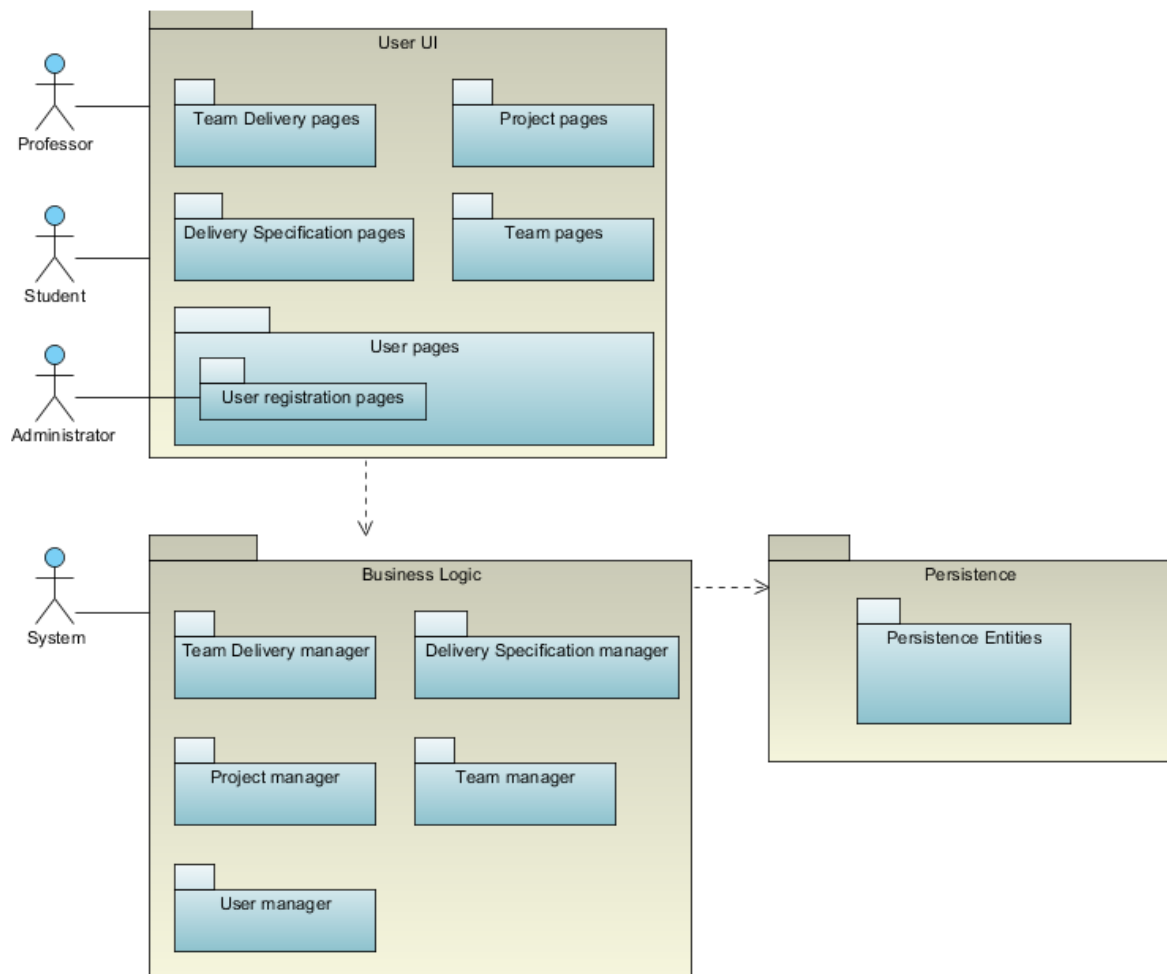 User UI
Professor
Team Delivery pages
Project pages
Student
Delivery Specification pages
Team pages
Administrator
User pages
User registration pages
System
Business Logic
Team Delivery manager
Delivery Specification manager
Project manager
Team manager
User manager
Persistence
Persistence Entities